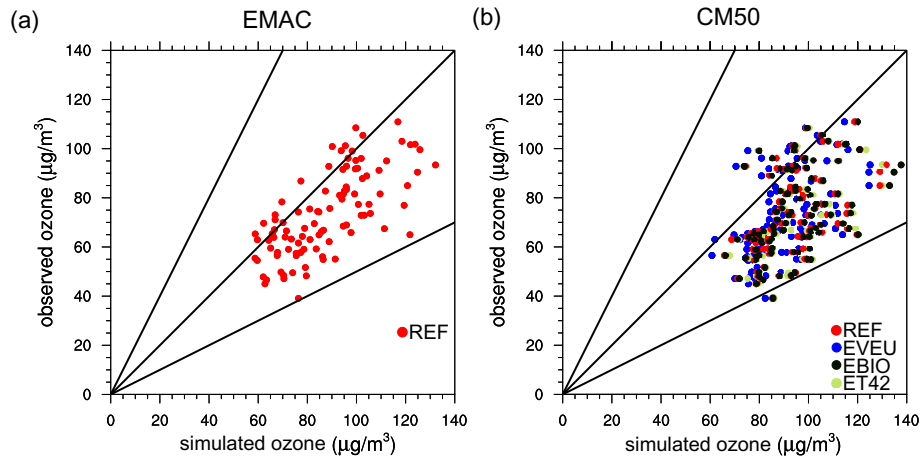 (a)
EMAC
140
120
100
80
60
40
20
0
observed ozone (μg/m³)
0 20 40 60 80 100 120 140
simulated ozone (μg/m³)
REF
(b)
CM50
140
120
100
80
60
40
20
0
observed ozone (μg/m³)
0 20 40 60 80 100 120 140
simulated ozone (μg/m³)
REF
EVEU
EBIO
ET42